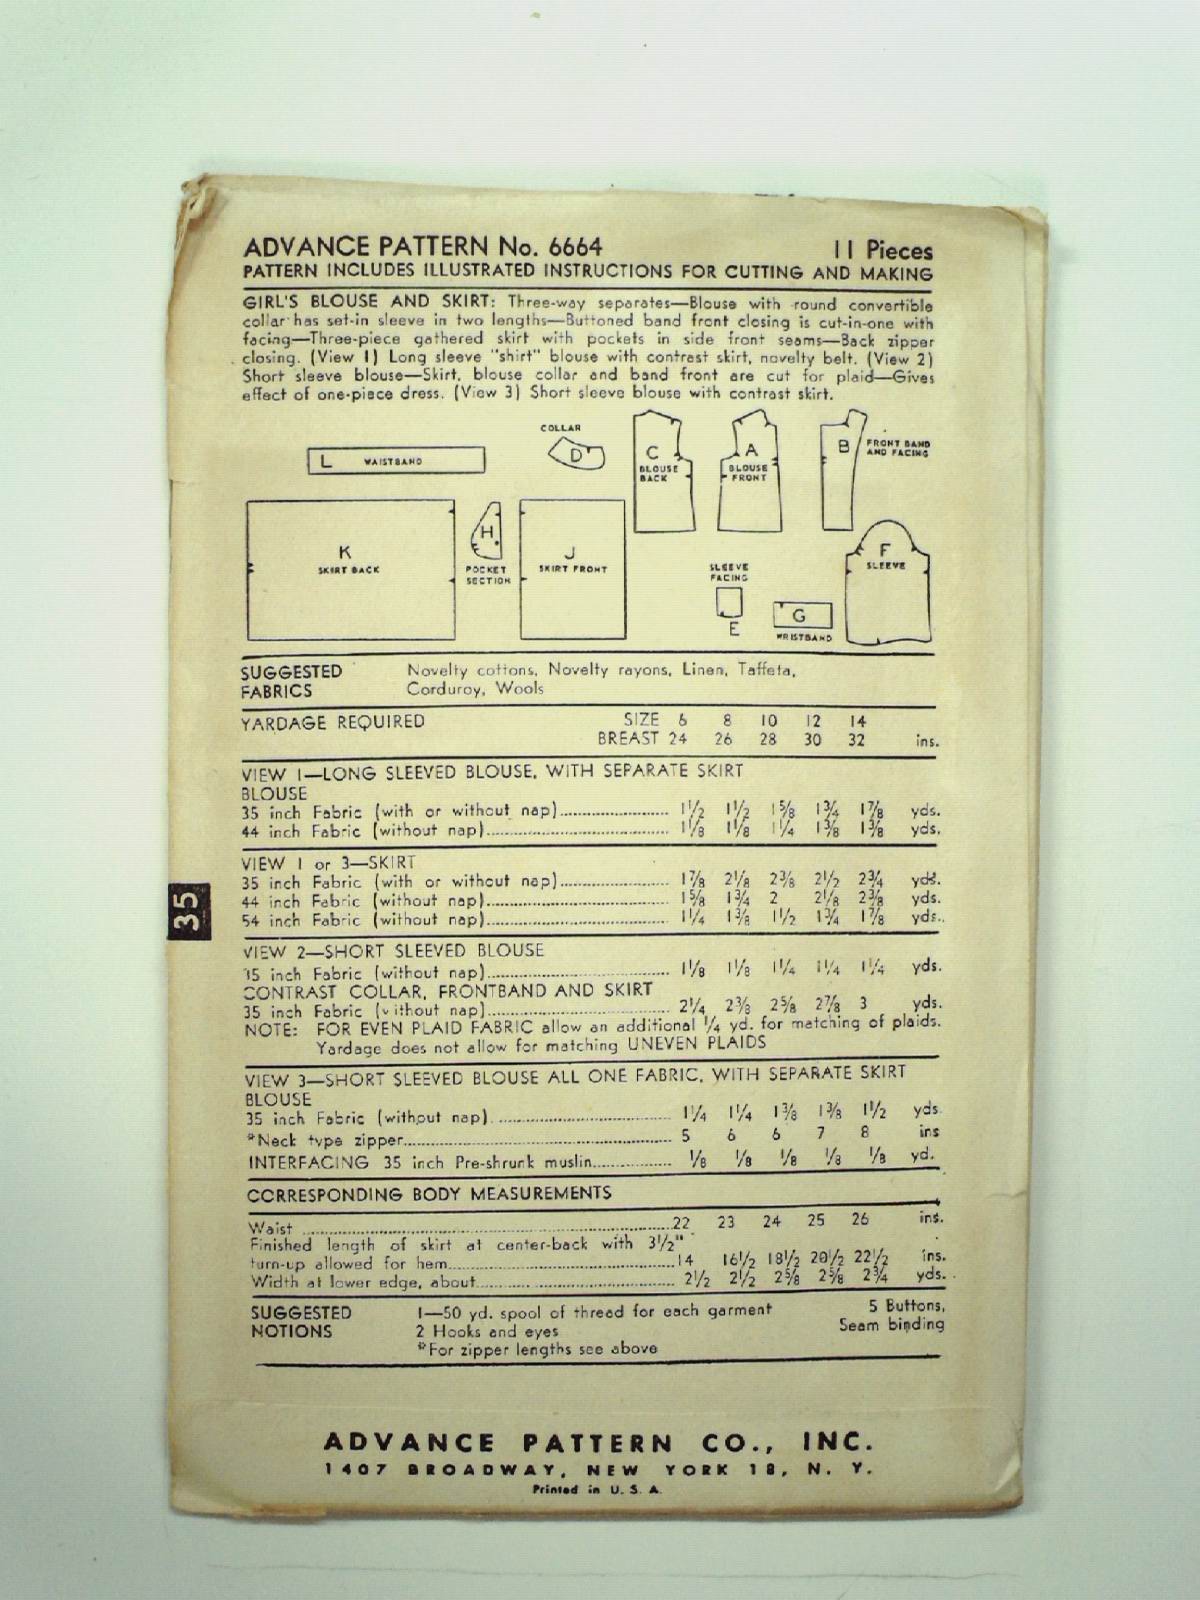 ADVANCE PATTERN No. 6664 11 Pieces
PATTERN INCLUDES ILLUSTRATED INSTRUCTIONS FOR CUTTING AND MAKING
GIRL'S BLOUSE AND SKIRT: Three-way separates—Blouse with round convertible
collar has set-in sleeve in two lengths—Buttoned band front closing is cut-in-one with
facing—Three-piece gathered skirt with pockets in side front seams—Back zipper
closing. (View 1) Long sleeve "shirt" blouse with contrast skirt, novelty belt. (View 2)
Short sleeve blouse—Skirt, blouse collar and band front are cut for plaid—Gives
effect of one-piece dress. (View 3) Short sleeve blouse with contrast skirt.
L WAISTBAND
COLLAR
D
C
BLOUSE
BACK
A
BLOUSE
FRONT
B FRONT BAND
AND FACING
K
SKIRT BACK
H
POCKET
SECTION
J
SKIRT FRONT
SLEEVE
FACING
E
G
WRISTBAND
F
SLEEVE
SUGGESTED Novelty cottons, Novelty rayons, Linen, Taffeta,
FABRICS Corduroy, Wools
YARDAGE REQUIRED SIZE 6 8 10 12 14
BREAST 24 26 28 30 32 ins.
VIEW 1—LONG SLEEVED BLOUSE, WITH SEPARATE SKIRT
BLOUSE
35 inch Fabric (with or without nap) 1½ 1½ 1⅝ 1¾ 1⅞ yds.
44 inch Fabric (without nap) 1⅛ 1⅛ 1¼ 1⅜ 1⅜ yds.
VIEW 1 or 3—SKIRT
35 inch Fabric (with or without nap) 1⅞ 2⅛ 2⅜ 2½ 2¾ yds.
44 inch Fabric (without nap) 1⅝ 1¾ 2 2⅛ 2⅜ yds.
54 inch Fabric (without nap) 1¼ 1⅜ 1½ 1¾ 1⅞ yds.
35
VIEW 2—SHORT SLEEVED BLOUSE
35 inch Fabric (without nap) 1⅛ 1⅛ 1¼ 1¼ 1¼ yds.
CONTRAST COLLAR, FRONTBAND AND SKIRT
35 inch Fabric (without nap) 2¼ 2⅜ 2⅝ 2⅞ 3 yds.
NOTE: FOR EVEN PLAID FABRIC allow an additional ¼ yd. for matching of plaids.
Yardage does not allow for matching UNEVEN PLAIDS
VIEW 3—SHORT SLEEVED BLOUSE ALL ONE FABRIC, WITH SEPARATE SKIRT
BLOUSE
35 inch Fabric (without nap) 1¼ 1¼ 1⅜ 1⅜ 1½ yds.
*Neck type zipper 5 6 6 7 8 ins
INTERFACING 35 inch Pre-shrunk muslin ⅛ ⅛ ⅛ ⅛ ⅛ yd.
CORRESPONDING BODY MEASUREMENTS
Waist 22 23 24 25 26 ins.
Finished length of skirt at center-back with 3½"
turn-up allowed for hem 14 16½ 18½ 20½ 22½ ins.
Width at lower edge, about 2½ 2½ 2⅝ 2⅝ 2¾ yds.
SUGGESTED 1—50 yd. spool of thread for each garment 5 Buttons,
NOTIONS 2 Hooks and eyes Seam binding
*For zipper lengths see above
ADVANCE PATTERN CO., INC.
1407 BROADWAY, NEW YORK 18, N. Y.
Printed in U. S. A.